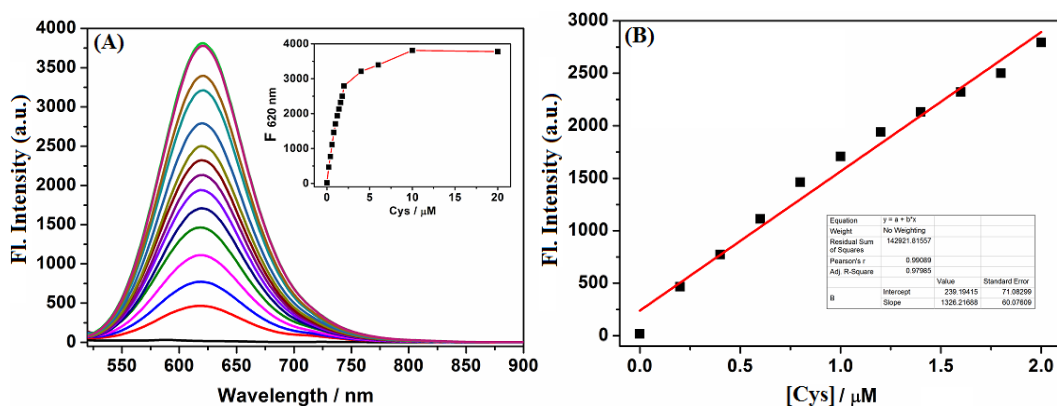 (A)
Fl. Intensity (a.u.)
4000
3500
3000
2500
2000
1500
1000
500
0
550
600
650
700
750
800
850
900
Wavelength / nm
F 620 nm
4000
3000
2000
1000
0
0
5
10
15
20
Cys / μM
(B)
Fl. Intensity (a.u.)
3000
2500
2000
1500
1000
500
0
0.0
0.5
1.0
1.5
2.0
[Cys] / μM
Equation y = a + b*x
Weight No Weighting
Residual Sum of Squares 142921.81557
Pearson's r 0.99089
Adj. R-Square 0.97985
Value Standard Error
B Intercept 239.19415 71.08299
Slope 1326.21688 60.07609